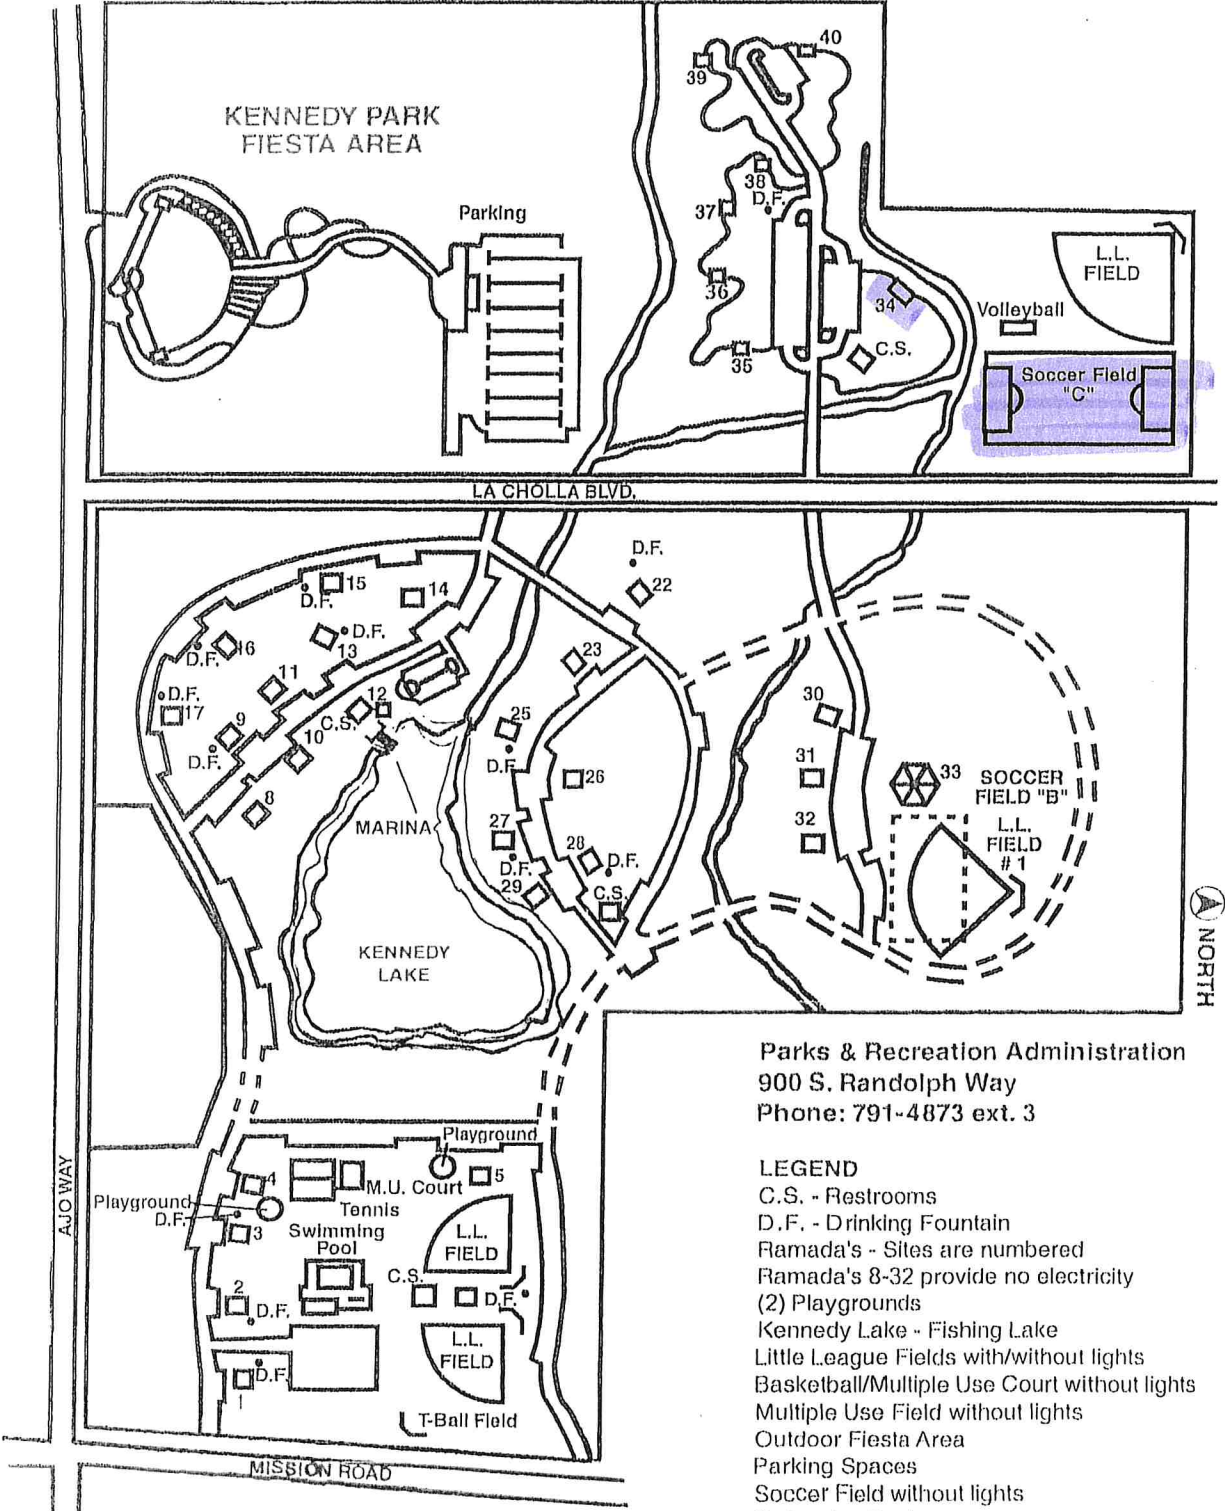 40
39
KENNEDY PARK
FIESTA AREA
38
D.F.
37
Parking
L.L.
FIELD
36
34
Volleyball
35
C.S.
Soccer Field
"C"
LA CHOLLA BLVD.
D.F.
22
15
D.F.
14
D.F.
13
16
D.F.
23
11
D.F.
17
12
C.S.
9
D.F.
10
25
D.F.
30
26
31
33
SOCCER
FIELD "B"
8
MARINA
27
D.F.
28
D.F.
32
L.L.
FIELD
# 1
29
C.S.
KENNEDY
LAKE
NORTH
Parks & Recreation Administration
900 S. Randolph Way
Phone: 791-4873 ext. 3
Playground
AJO WAY
4
M.U. Court
5
Playground
D.F.
3
Tennis
Swimming
Pool
L.L.
FIELD
C.S.
D.F.
2
D.F.
L.L.
FIELD
D.F.
1
T-Ball Field
MISSION ROAD
LEGEND
C.S. - Restrooms
D.F. - Drinking Fountain
Ramada's - Sites are numbered
Ramada's 8-32 provide no electricity
(2) Playgrounds
Kennedy Lake - Fishing Lake
Little League Fields with/without lights
Basketball/Multiple Use Court without lights
Multiple Use Field without lights
Outdoor Fiesta Area
Parking Spaces
Soccer Field without lights